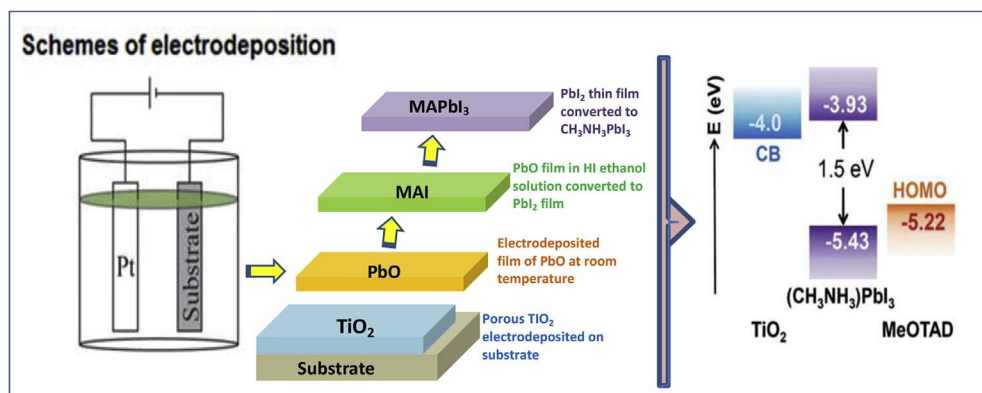 Schemes of electrodeposition
Pt
Substrate
MAPbI₃
PbI₂ thin film
converted to
CH₃NH₃PbI₃
MAI
PbO film in HI ethanol
solution converted to
PbI₂ film
PbO
Electrodeposited
film of PbO at room
temperature
TiO₂
Substrate
Porous TIO₂
electrodeposited on
substrate
E (eV)
-4.0
CB
-3.93
1.5 eV
-5.43
HOMO
-5.22
(CH₃NH₃)PbI₃
TiO₂
MeOTAD